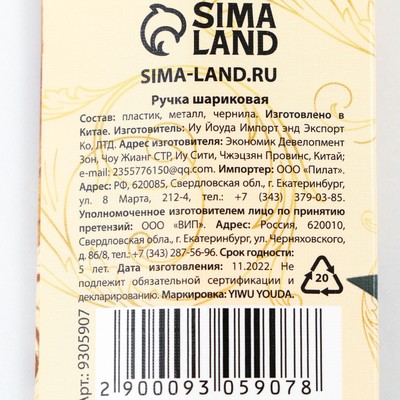 SIMA
LAND
SIMA-LAND.RU
Ручка шариковая
Состав: пластик, металл, чернила. Изготовлено в
Китае. Изготовитель: Иу Йоуда Импорт энд Экспорт
Ко, ЛТД. Адрес изготовителя: Экономик Девелопмент
Зон, Чоу Жианг СТР, Иу Сити, Чжэцзян Провинс, Китай;
e-mail: 2355776150@qq.com. Импортер: ООО «Пилат».
Адрес: РФ, 620085, Свердловская обл., г. Екатеринбург,
ул. 8 Марта, 212-4, тел.: +7 (343) 379-03-85.
Уполномоченное изготовителем лицо по принятию
претензий: ООО «ВИП». Адрес: Россия, 620010,
Свердловская обл., г. Екатеринбург, ул. Черняховского,
д. 86/8, тел.: +7 (343) 287-56-96. Срок годности:
5 лет. Дата изготовления: 11.2022. Не
подлежит обязательной сертификации и
декларированию. Маркировка: YIWU YOUDA.
20
Арт.: 9305907
2 900093 059078